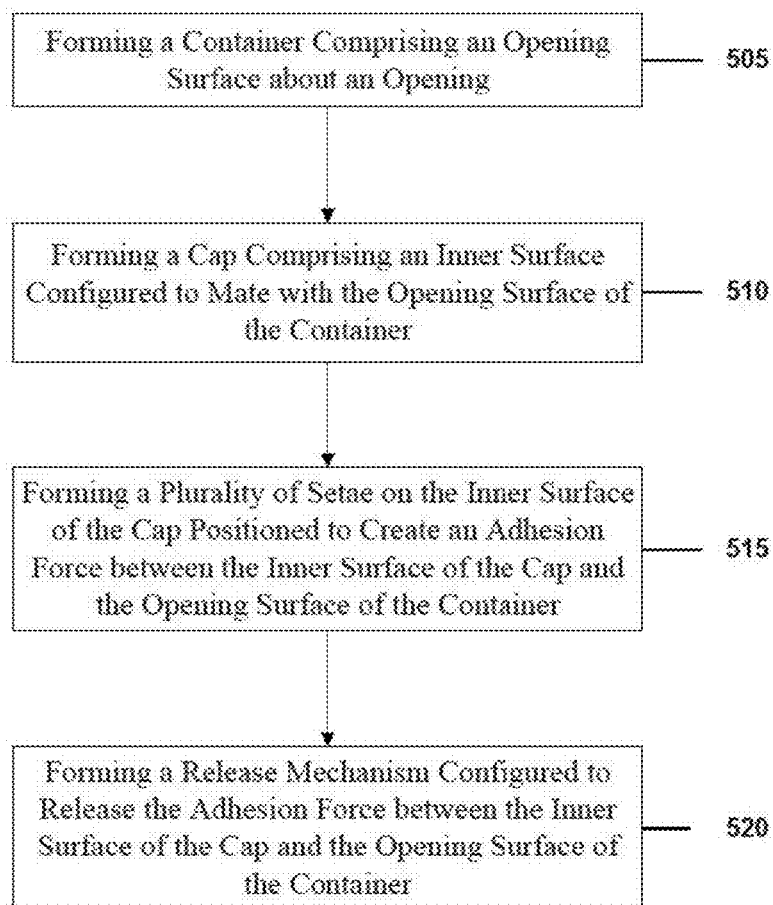 Forming a Container Comprising an Opening
Surface about an Opening
505
Forming a Cap Comprising an Inner Surface
Configured to Mate with the Opening Surface of
the Container
510
Forming a Plurality of Setae on the Inner Surface
of the Cap Positioned to Create an Adhesion
Force between the Inner Surface of the Cap and
the Opening Surface of the Container
515
Forming a Release Mechanism Configured to
Release the Adhesion Force between the Inner
Surface of the Cap and the Opening Surface of
the Container
520